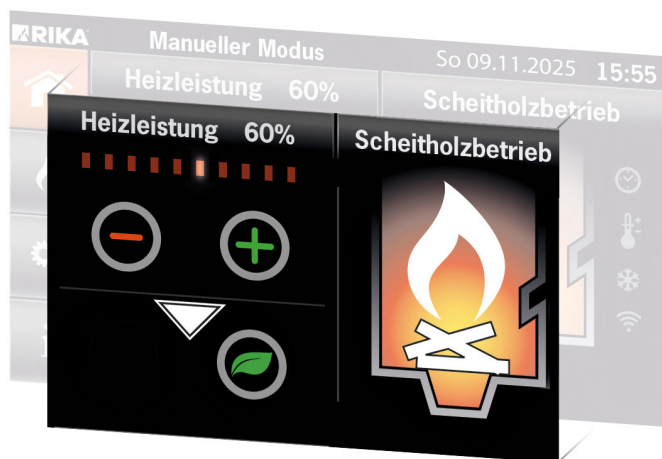 RIKA
Manueller Modus
So 09.11.2025 15:55
Heizleistung 60%
Scheitholzbetrieb
Heizleistung 60%
Scheitholzbetrieb